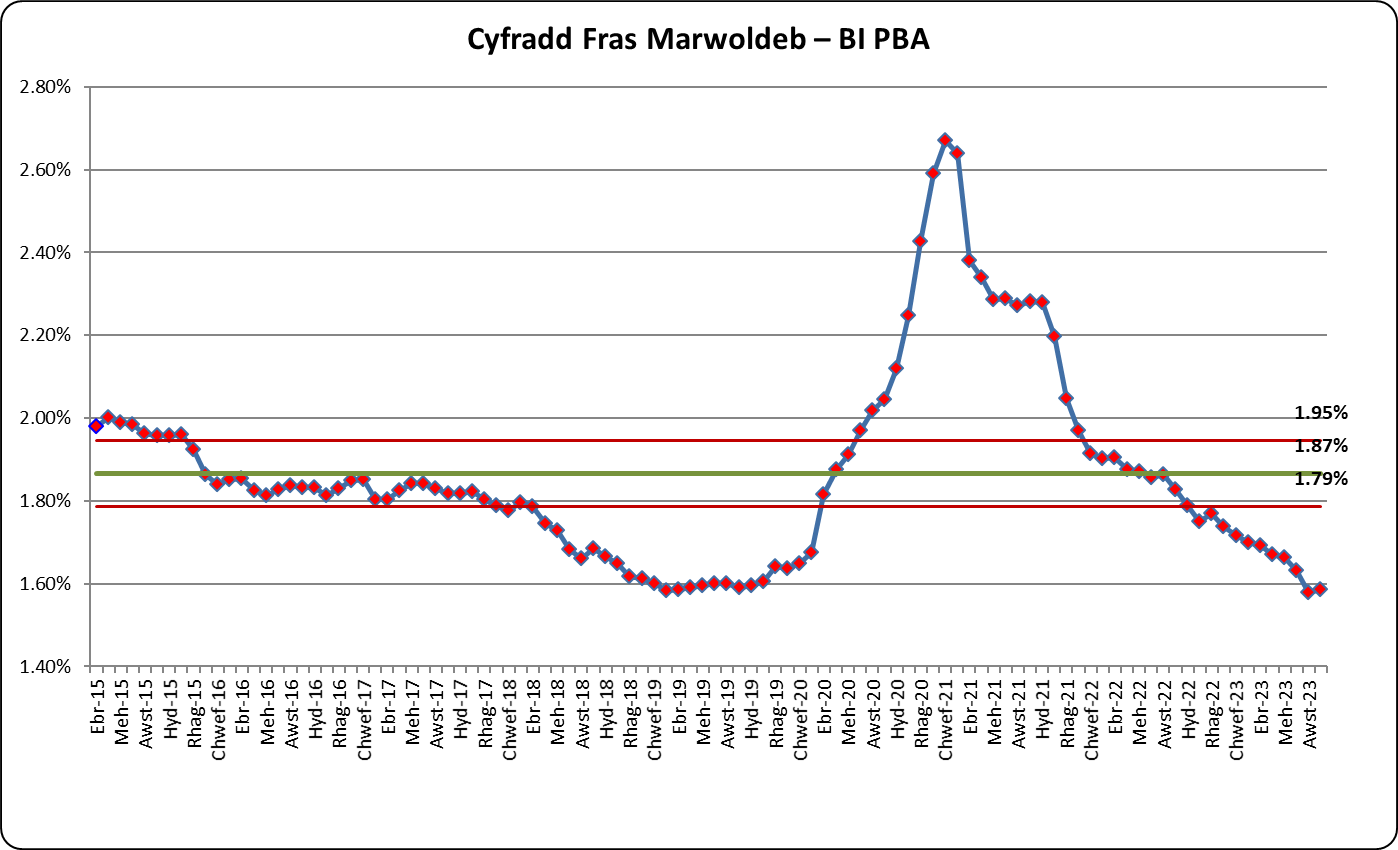 Cyfradd Fras Marwoldeb – BI PBA
2.80%
2.60%
2.40%
2.20%
2.00%
1.80%
1.60%
1.40%
1.95%
1.87%
1.79%
Ebr-15
Meh-15
Awst-15
Hyd-15
Rhag-15
Chwef-16
Ebr-16
Meh-16
Awst-16
Hyd-16
Rhag-16
Chwef-17
Ebr-17
Meh-17
Awst-17
Hyd-17
Rhag-17
Chwef-18
Ebr-18
Meh-18
Awst-18
Hyd-18
Rhag-18
Chwef-19
Ebr-19
Meh-19
Awst-19
Hyd-19
Rhag-19
Chwef-20
Ebr-20
Meh-20
Awst-20
Hyd-20
Rhag-20
Chwef-21
Ebr-21
Meh-21
Awst-21
Hyd-21
Rhag-21
Chwef-22
Ebr-22
Meh-22
Awst-22
Hyd-22
Rhag-22
Chwef-23
Ebr-23
Meh-23
Awst-23